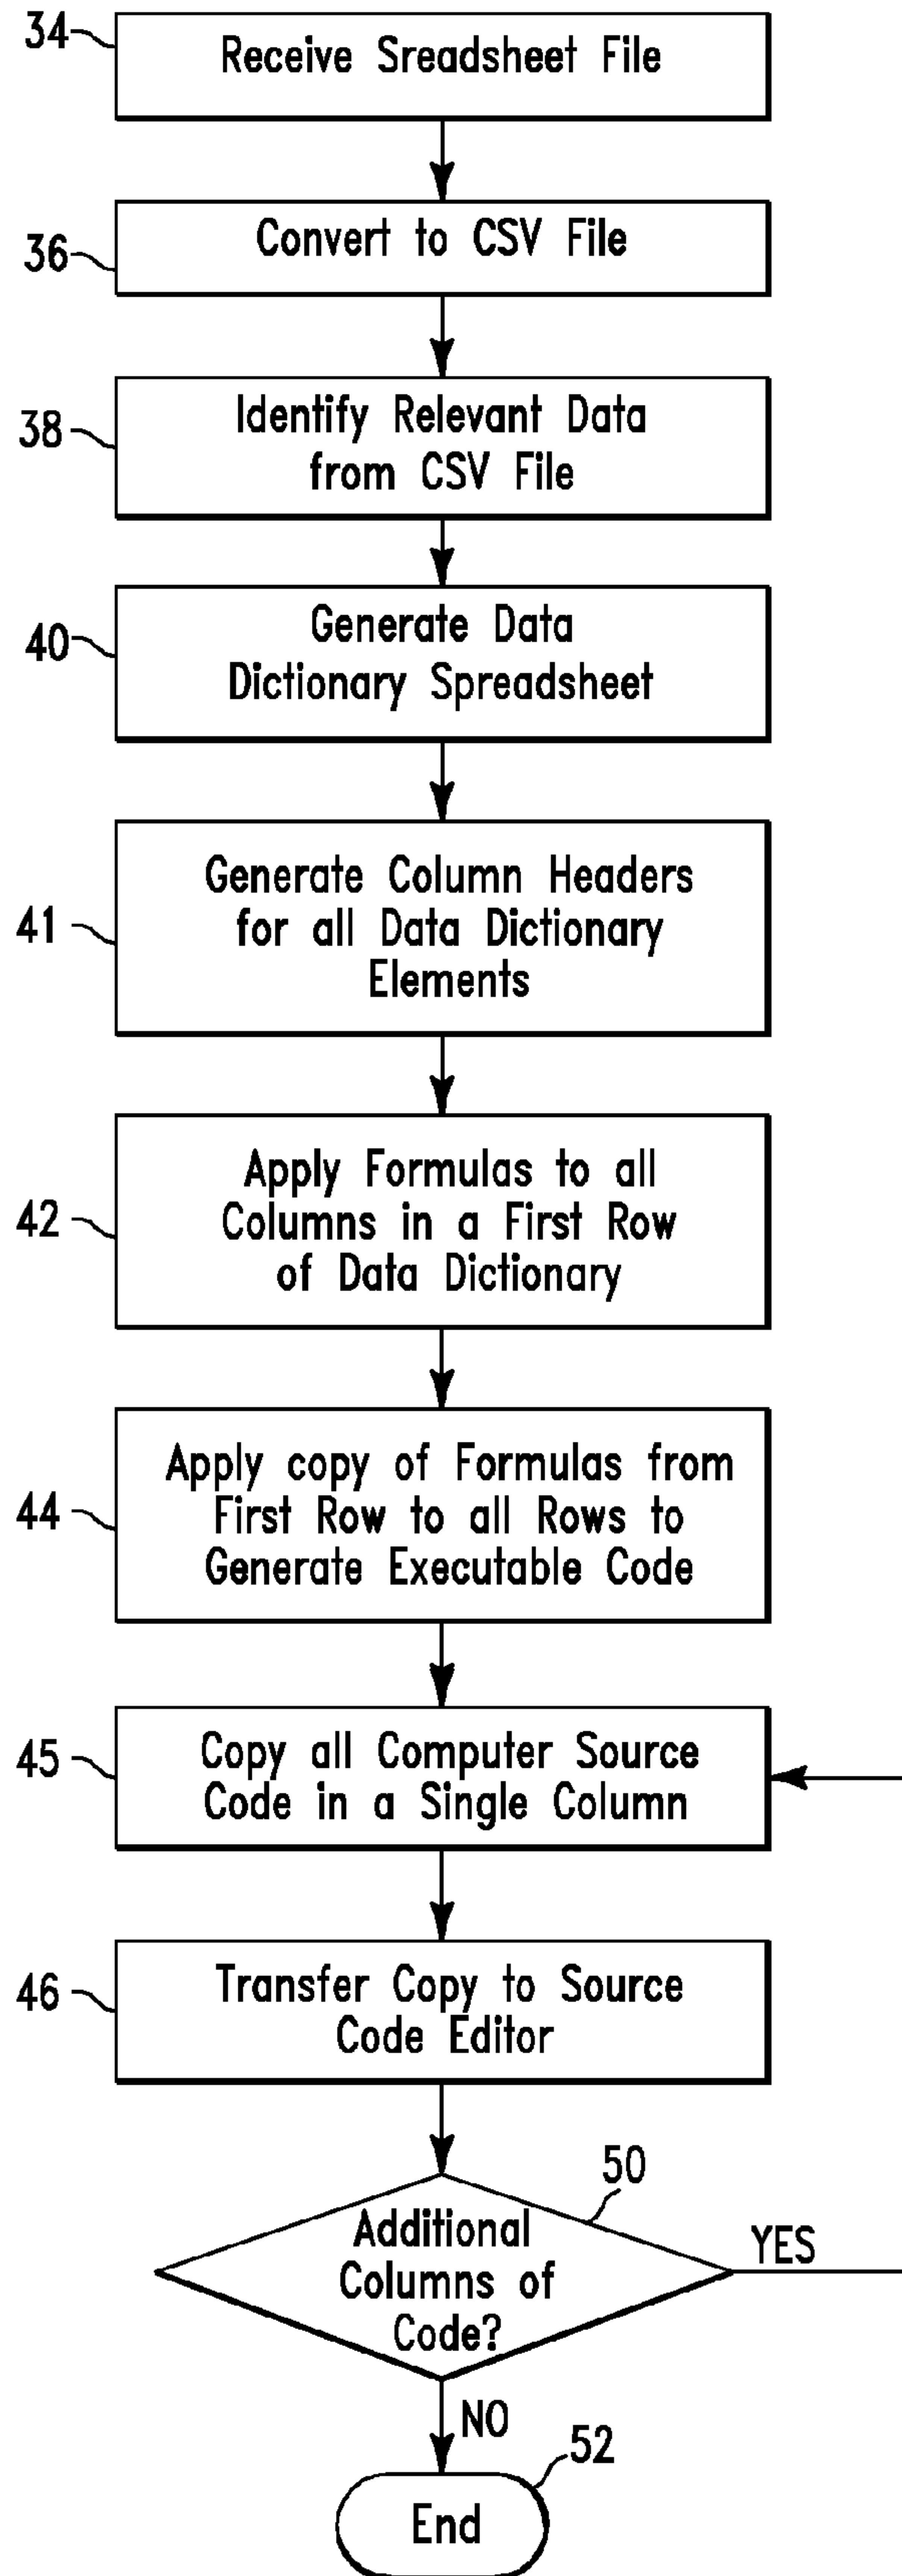 34
Receive Sreadsheet File
36
Convert to CSV File
38
Identify Relevant Data
from CSV File
40
Generate Data
Dictionary Spreadsheet
41
Generate Column Headers
for all Data Dictionary
Elements
42
Apply Formulas to all
Columns in a First Row
of Data Dictionary
44
Apply copy of Formulas from
First Row to all Rows to
Generate Executable Code
45
Copy all Computer Source
Code in a Single Column
46
Transfer Copy to Source
Code Editor
50
Additional
Columns of
Code?
YES
NO
52
End